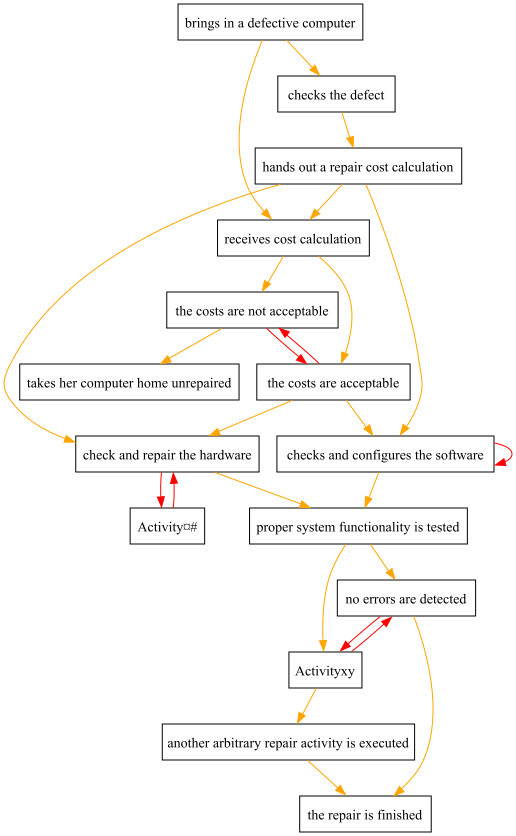 brings in a defective computer
checks the defect
hands out a repair cost calculation
receives cost calculation
the costs are not acceptable
takes her computer home unrepaired
the costs are acceptable
check and repair the hardware
checks and configures the software
Activity¤#
proper system functionality is tested
no errors are detected
Activityxy
another arbitrary repair activity is executed
the repair is finished